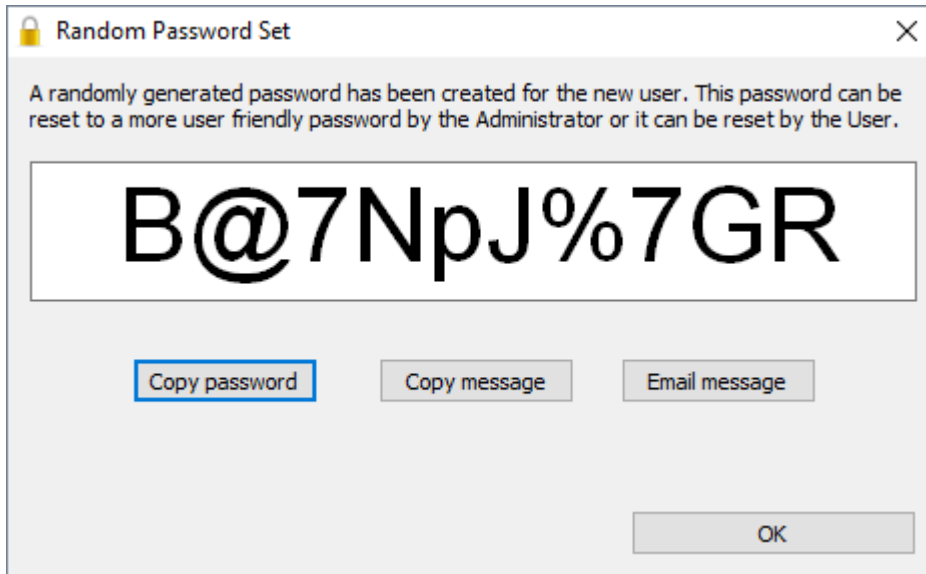 Random Password Set
A randomly generated password has been created for the new user. This password can be
reset to a more user friendly password by the Administrator or it can be reset by the User.
B@7NpJ%7GR
Copy password
Copy message
Email message
OK